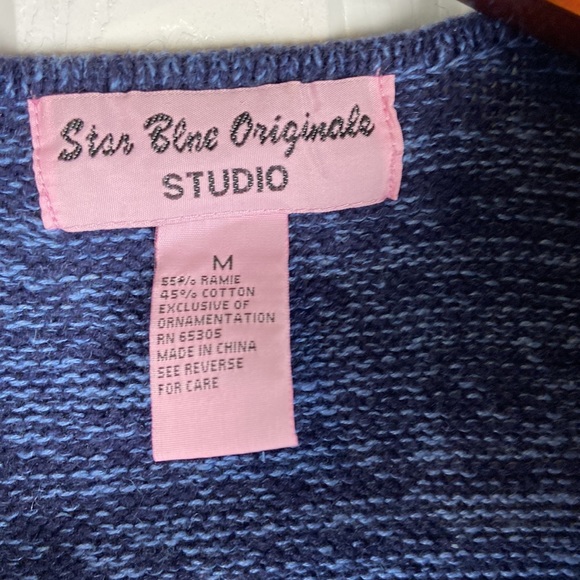 Star Blue Originals
STUDIO
M
55% RAMIE
45% COTTON
EXCLUSIVE OF
ORNAMENTATION
RN 65305
MADE IN CHINA
SEE REVERSE
FOR CARE